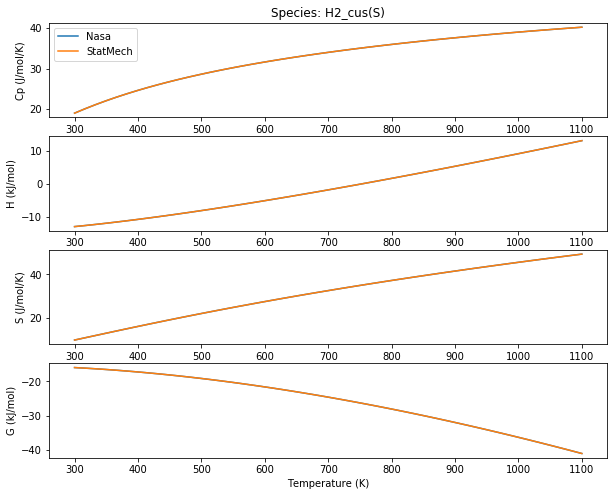 Species: H2_cus(S)
Nasa
StatMech
Cp (J/mol/K)
40
30
20
300 400 500 600 700 800 900 1000 1100
H (kJ/mol)
10
0
−10
300 400 500 600 700 800 900 1000 1100
S (J/mol/K)
40
20
300 400 500 600 700 800 900 1000 1100
G (kJ/mol)
−20
−30
−40
300 400 500 600 700 800 900 1000 1100
Temperature (K)